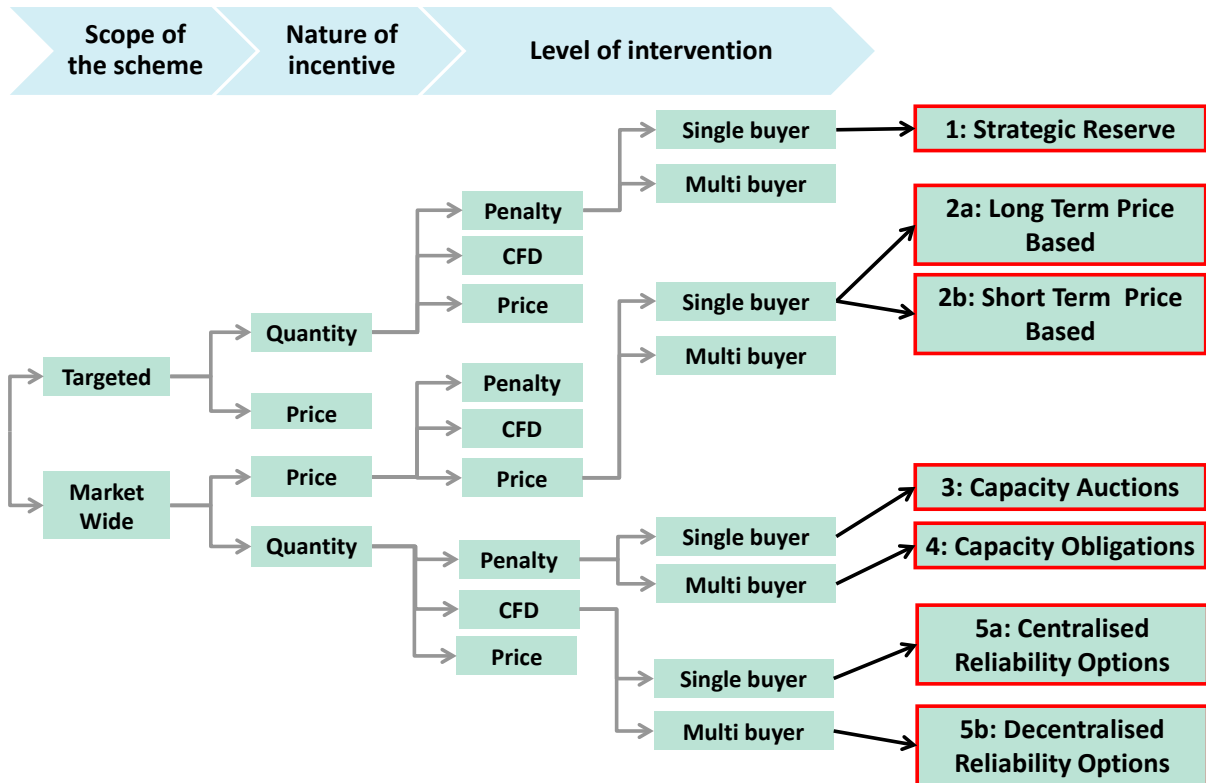 Scope of
the scheme
Nature of
incentive
Level of intervention
Single buyer
1: Strategic Reserve
Multi buyer
Penalty
2a: Long Term Price
Based
CFD
Price
Single buyer
2b: Short Term Price
Based
Quantity
Multi buyer
Targeted
Penalty
Price
CFD
Price
Price
3: Capacity Auctions
Market
Wide
Single buyer
4: Capacity Obligations
Quantity
Penalty
Multi buyer
CFD
5a: Centralised
Reliability Options
Price
Single buyer
Multi buyer
5b: Decentralised
Reliability Options